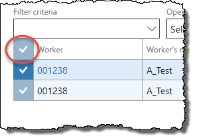 Filter criteria Ope
Sel
Worker Worker's
001238 A_Test
001238 A_Test